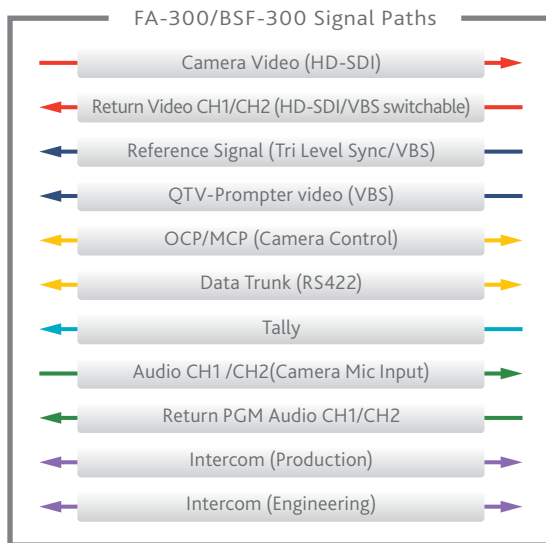 FA-300/BSF-300 Signal Paths
Camera Video (HD-SDI)
Return Video CH1/CH2 (HD-SDI/VBS switchable)
Reference Signal (Tri Level Sync/VBS)
QTV-Prompter video (VBS)
OCP/MCP (Camera Control)
Data Trunk (RS422)
Tally
Audio CH1 /CH2(Camera Mic Input)
Return PGM Audio CH1/CH2
Intercom (Production)
Intercom (Engineering)